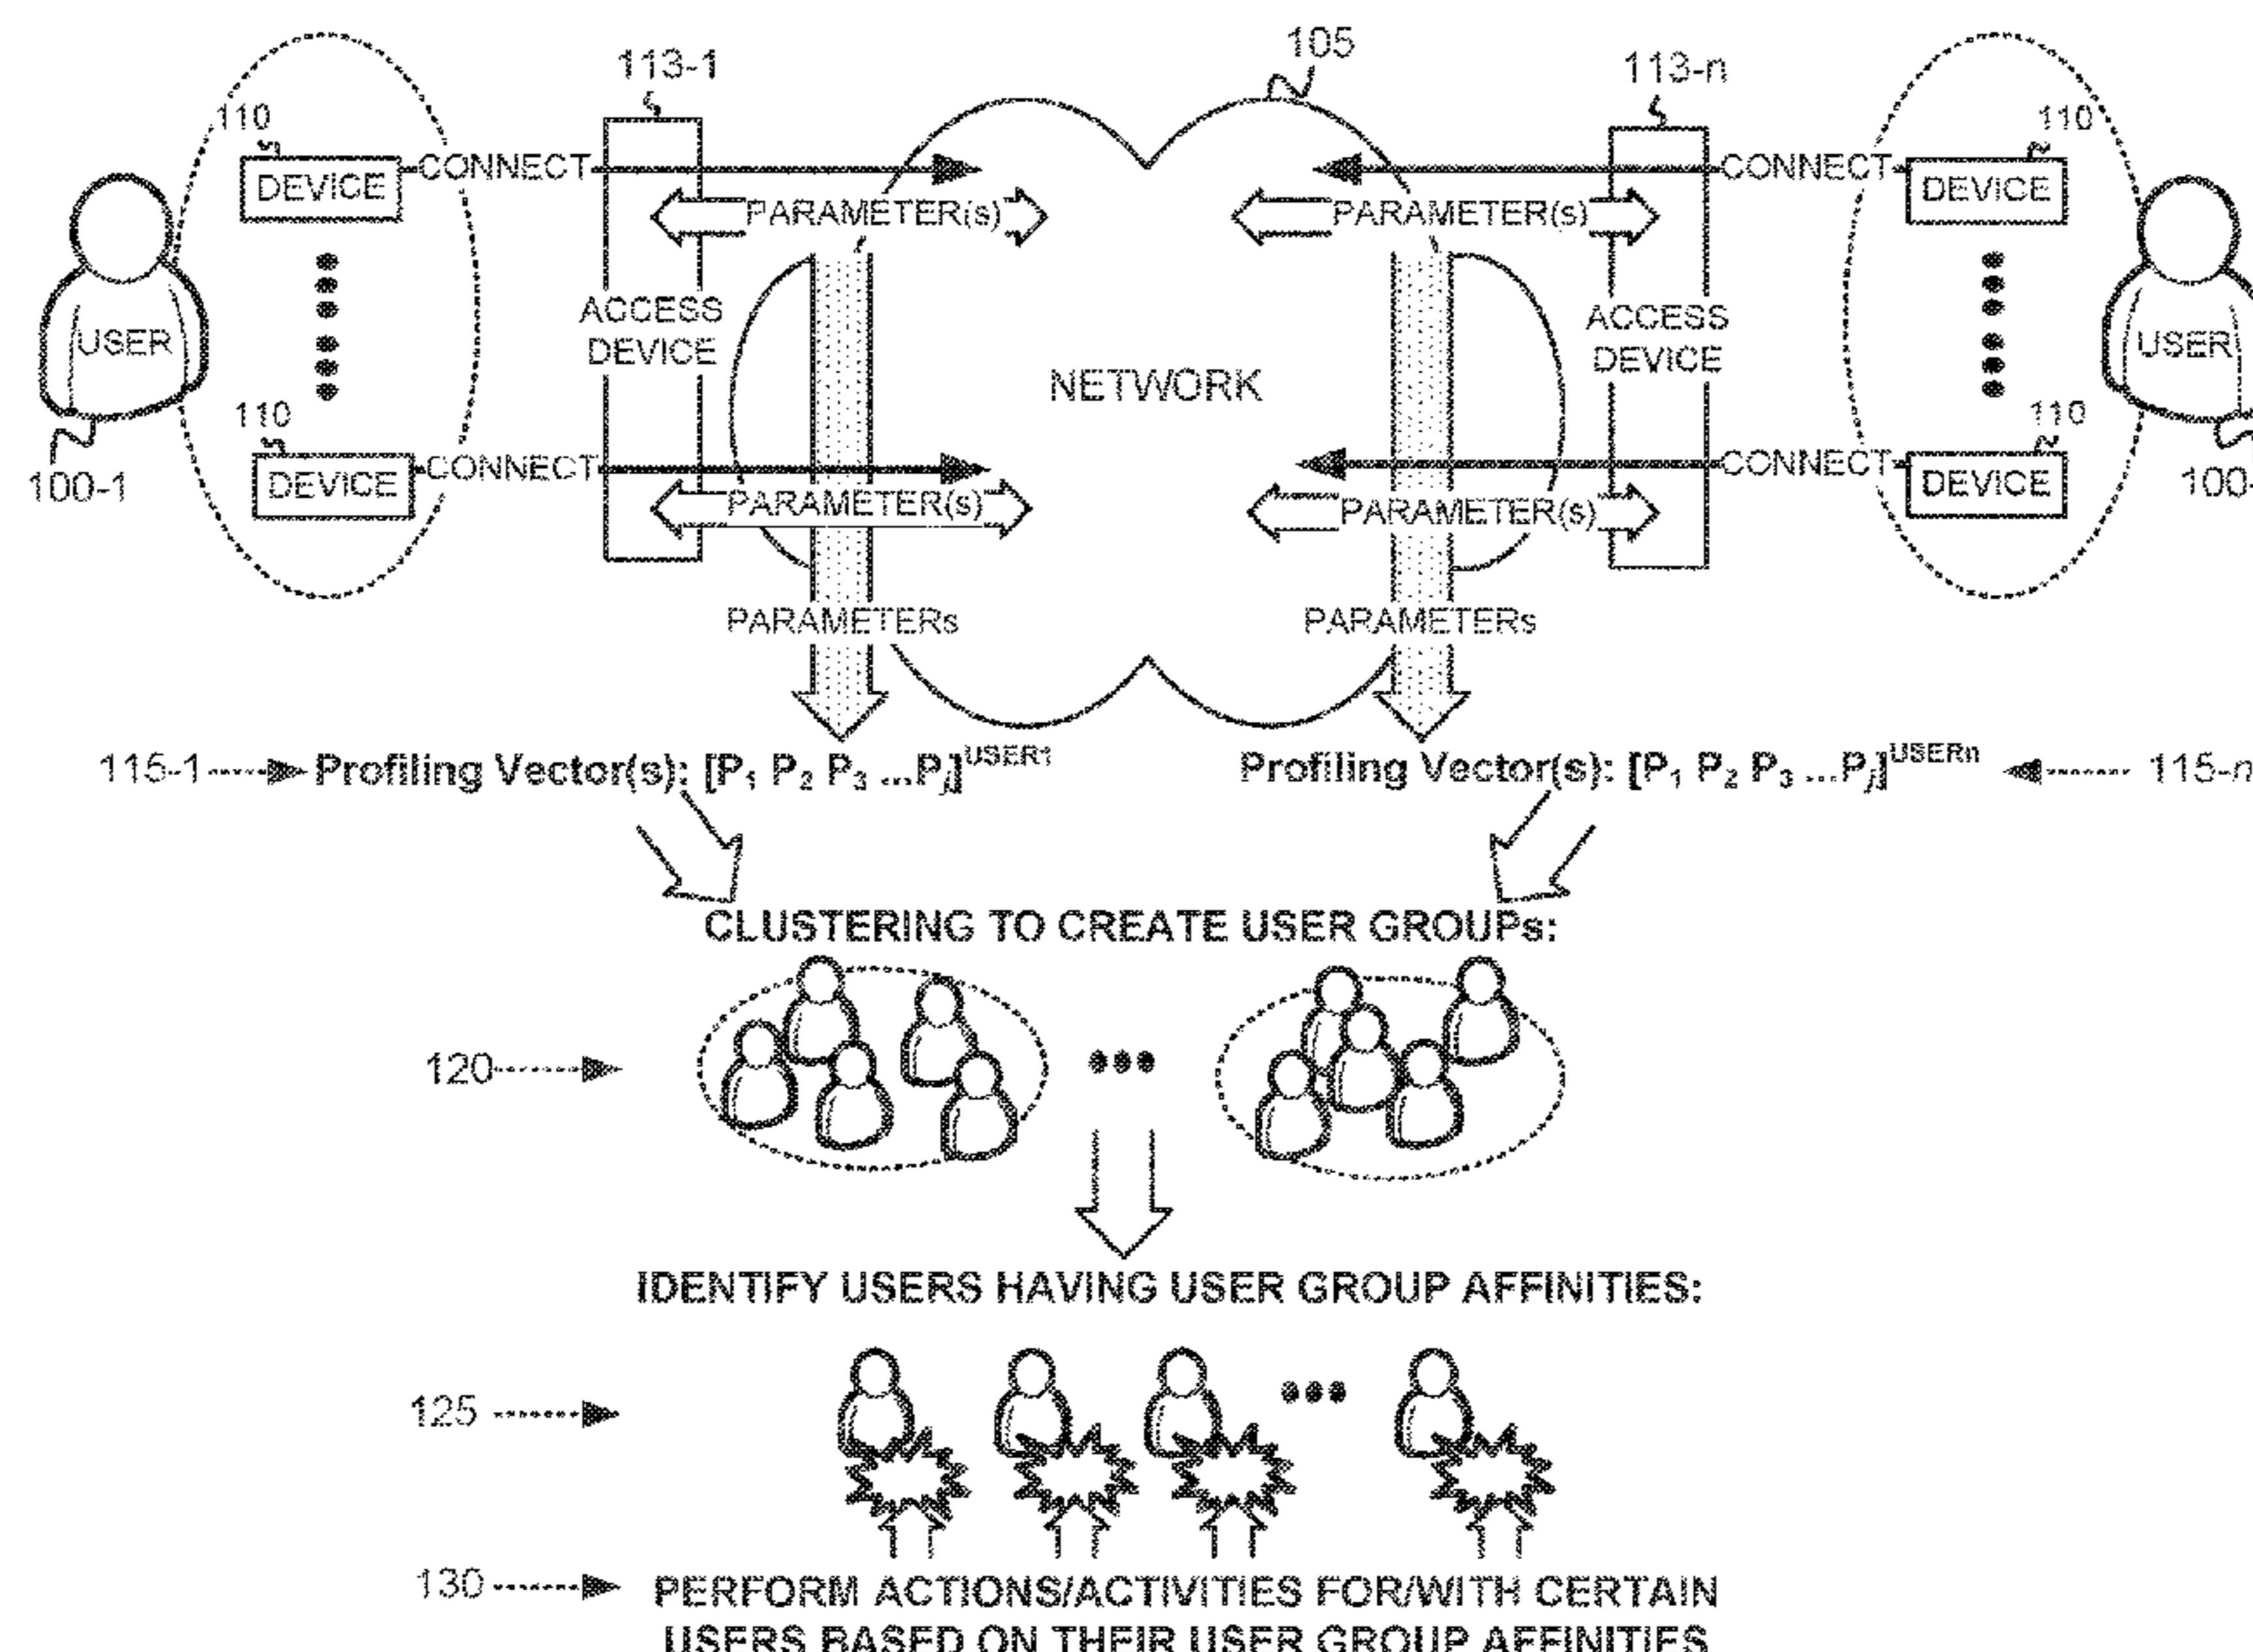 105
113-1
113-n
110
110
CONNECT
CONNECT
DEVICE
DEVICE
PARAMETER(s)
PARAMETER(s)
ACCESS
DEVICE
ACCESS
DEVICE
USER
USER
NETWORK
110
110
CONNECT
CONNECT
DEVICE
DEVICE
100-1
100-
PARAMETER(s)
PARAMETER(s)
PARAMETERs
PARAMETERs
115-1 Profiling Vector(s): [P1 P2 P3 ...Pj]USER1
Profiling Vector(s): [P1 P2 P3 ...Pj]USERn 115-n
CLUSTERING TO CREATE USER GROUPs:
120
IDENTIFY USERS HAVING USER GROUP AFFINITIES:
125
130 PERFORM ACTIONS/ACTIVITIES FOR/WITH CERTAIN
USERS BASED ON THEIR USER GROUP AFFINITIES